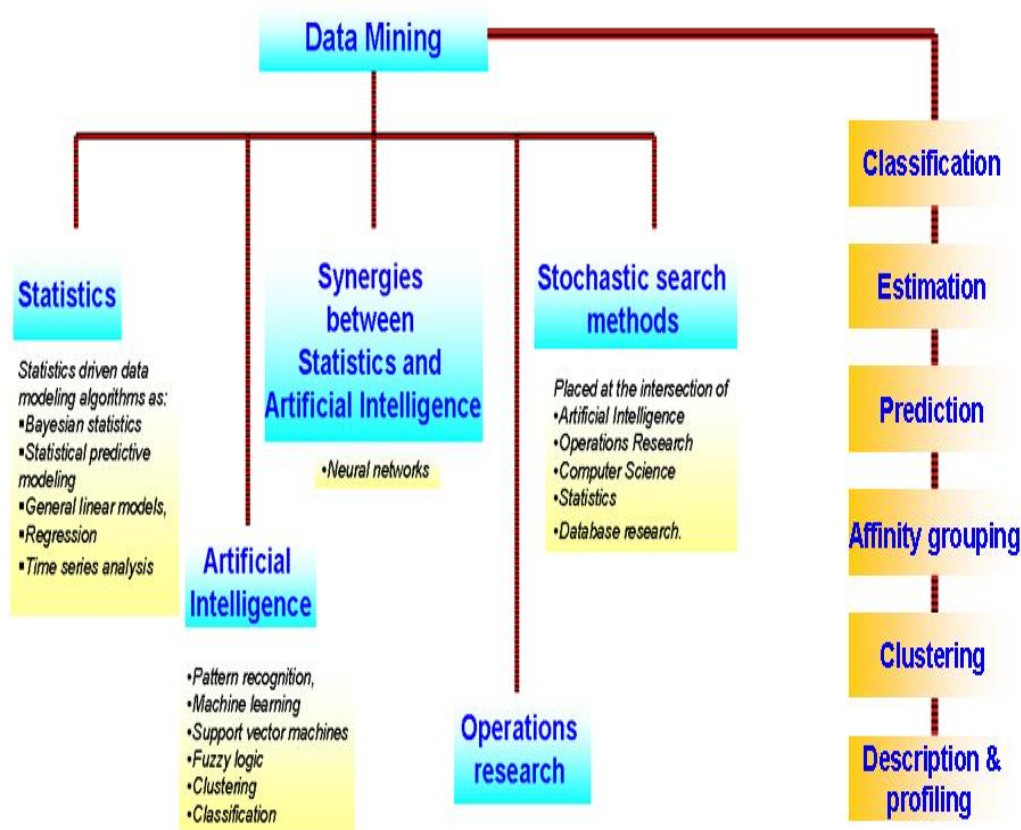 Data Mining
Statistics
Statistics driven data
modeling algorithms as:
▪Bayesian statistics
▪Statistical predictive
modeling
▪General linear models,
▪Regression
▪Time series analysis
Artificial
Intelligence
•Pattern recognition,
•Machine learning
•Support vector machines
•Fuzzy logic
•Clustering
•Classification
Synergies
between
Statistics and
Artificial Intelligence
•Neural networks
Operations
research
Stochastic search
methods
Placed at the intersection of
•Artificial Intelligence
•Operations Research
•Computer Science
•Statistics
•Database research.
Classification
Estimation
Prediction
Affinity grouping
Clustering
Description &
profiling